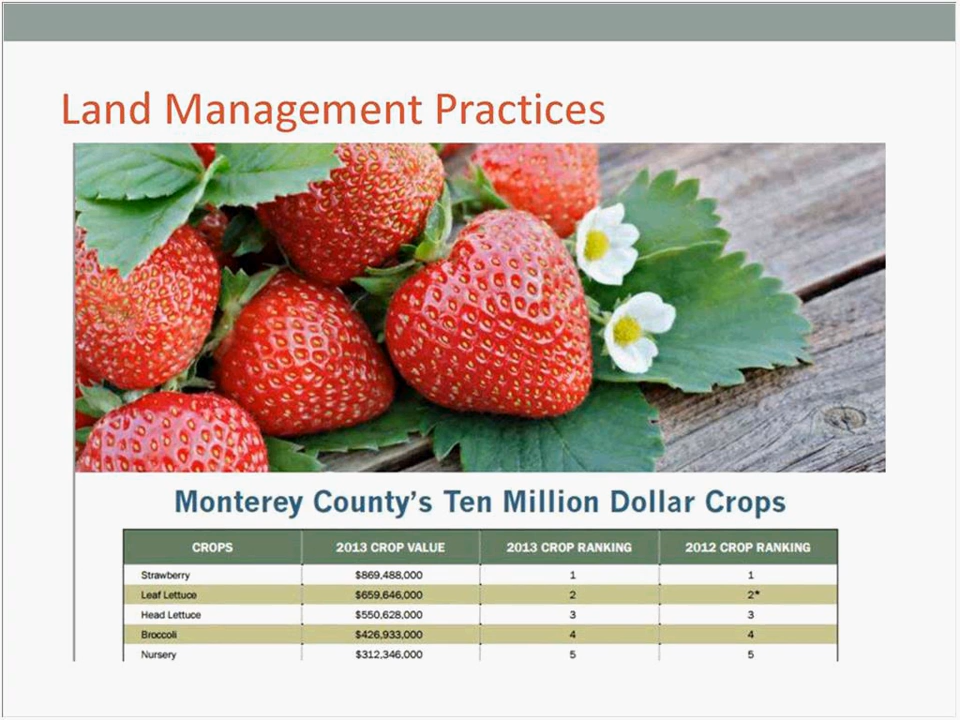 Land Management Practices
Monterey County's Ten Million Dollar Crops
CROPS 2013 CROP VALUE 2013 CROP RANKING 2012 CROP RANKING
Strawberry $869,488,000 1 1
Leaf Lettuce $659,646,000 2 2*
Head Lettuce $550,628,000 3 3
Broccoli $426,933,000 4 4
Nursery $312,346,000 5 5